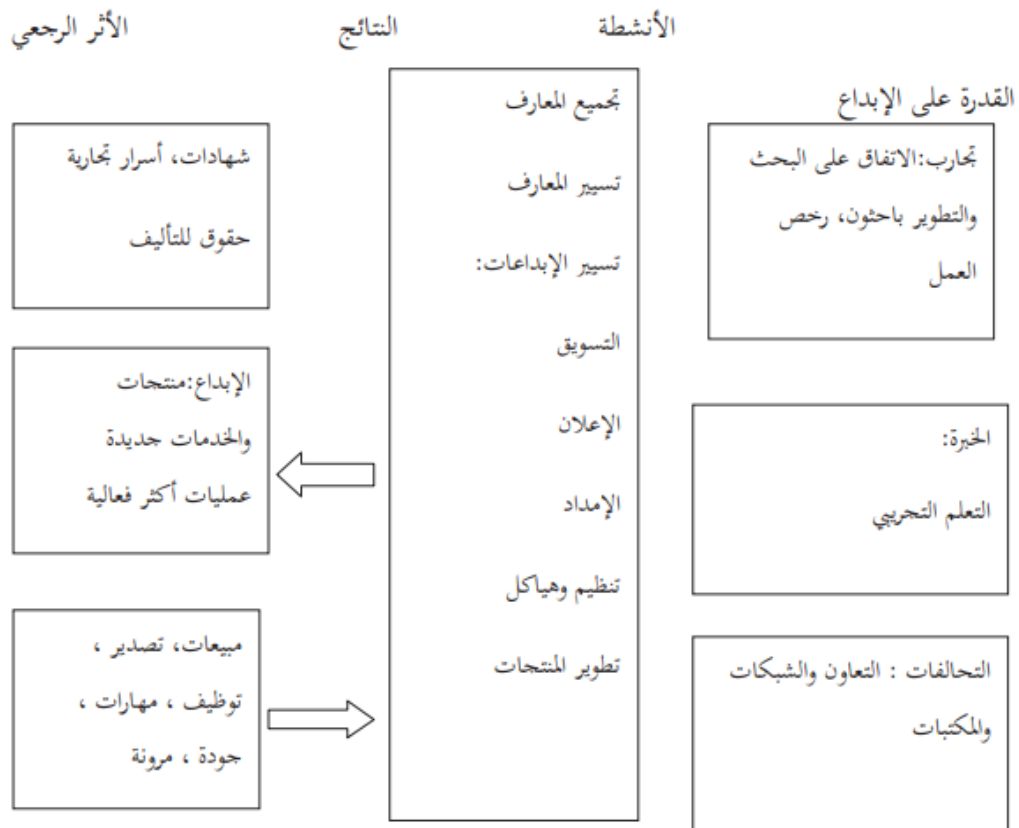 الأنشطة
النتائج
الأثر الرجعي
القدرة على الإبداع
تجارب:الاتفاق على البحث
والتطوير باحثون، رخص
العمل
الخبرة:
التعلم التجريبي
التحالفات : التعاون والشبكات
والمكتبات
تجميع المعارف
تسيير المعارف
تسيير الإبداعات:
التسويق
الإعلان
الإمداد
تنظيم وهياكل
تطوير المنتجات
شهادات، أسرار تجارية
حقوق للتأليف
الإبداع:منتجات
والخدمات جديدة
عمليات أكثر فعالية
مبيعات، تصدير ،
توظيف ، مهارات ،
جودة ، مرونة